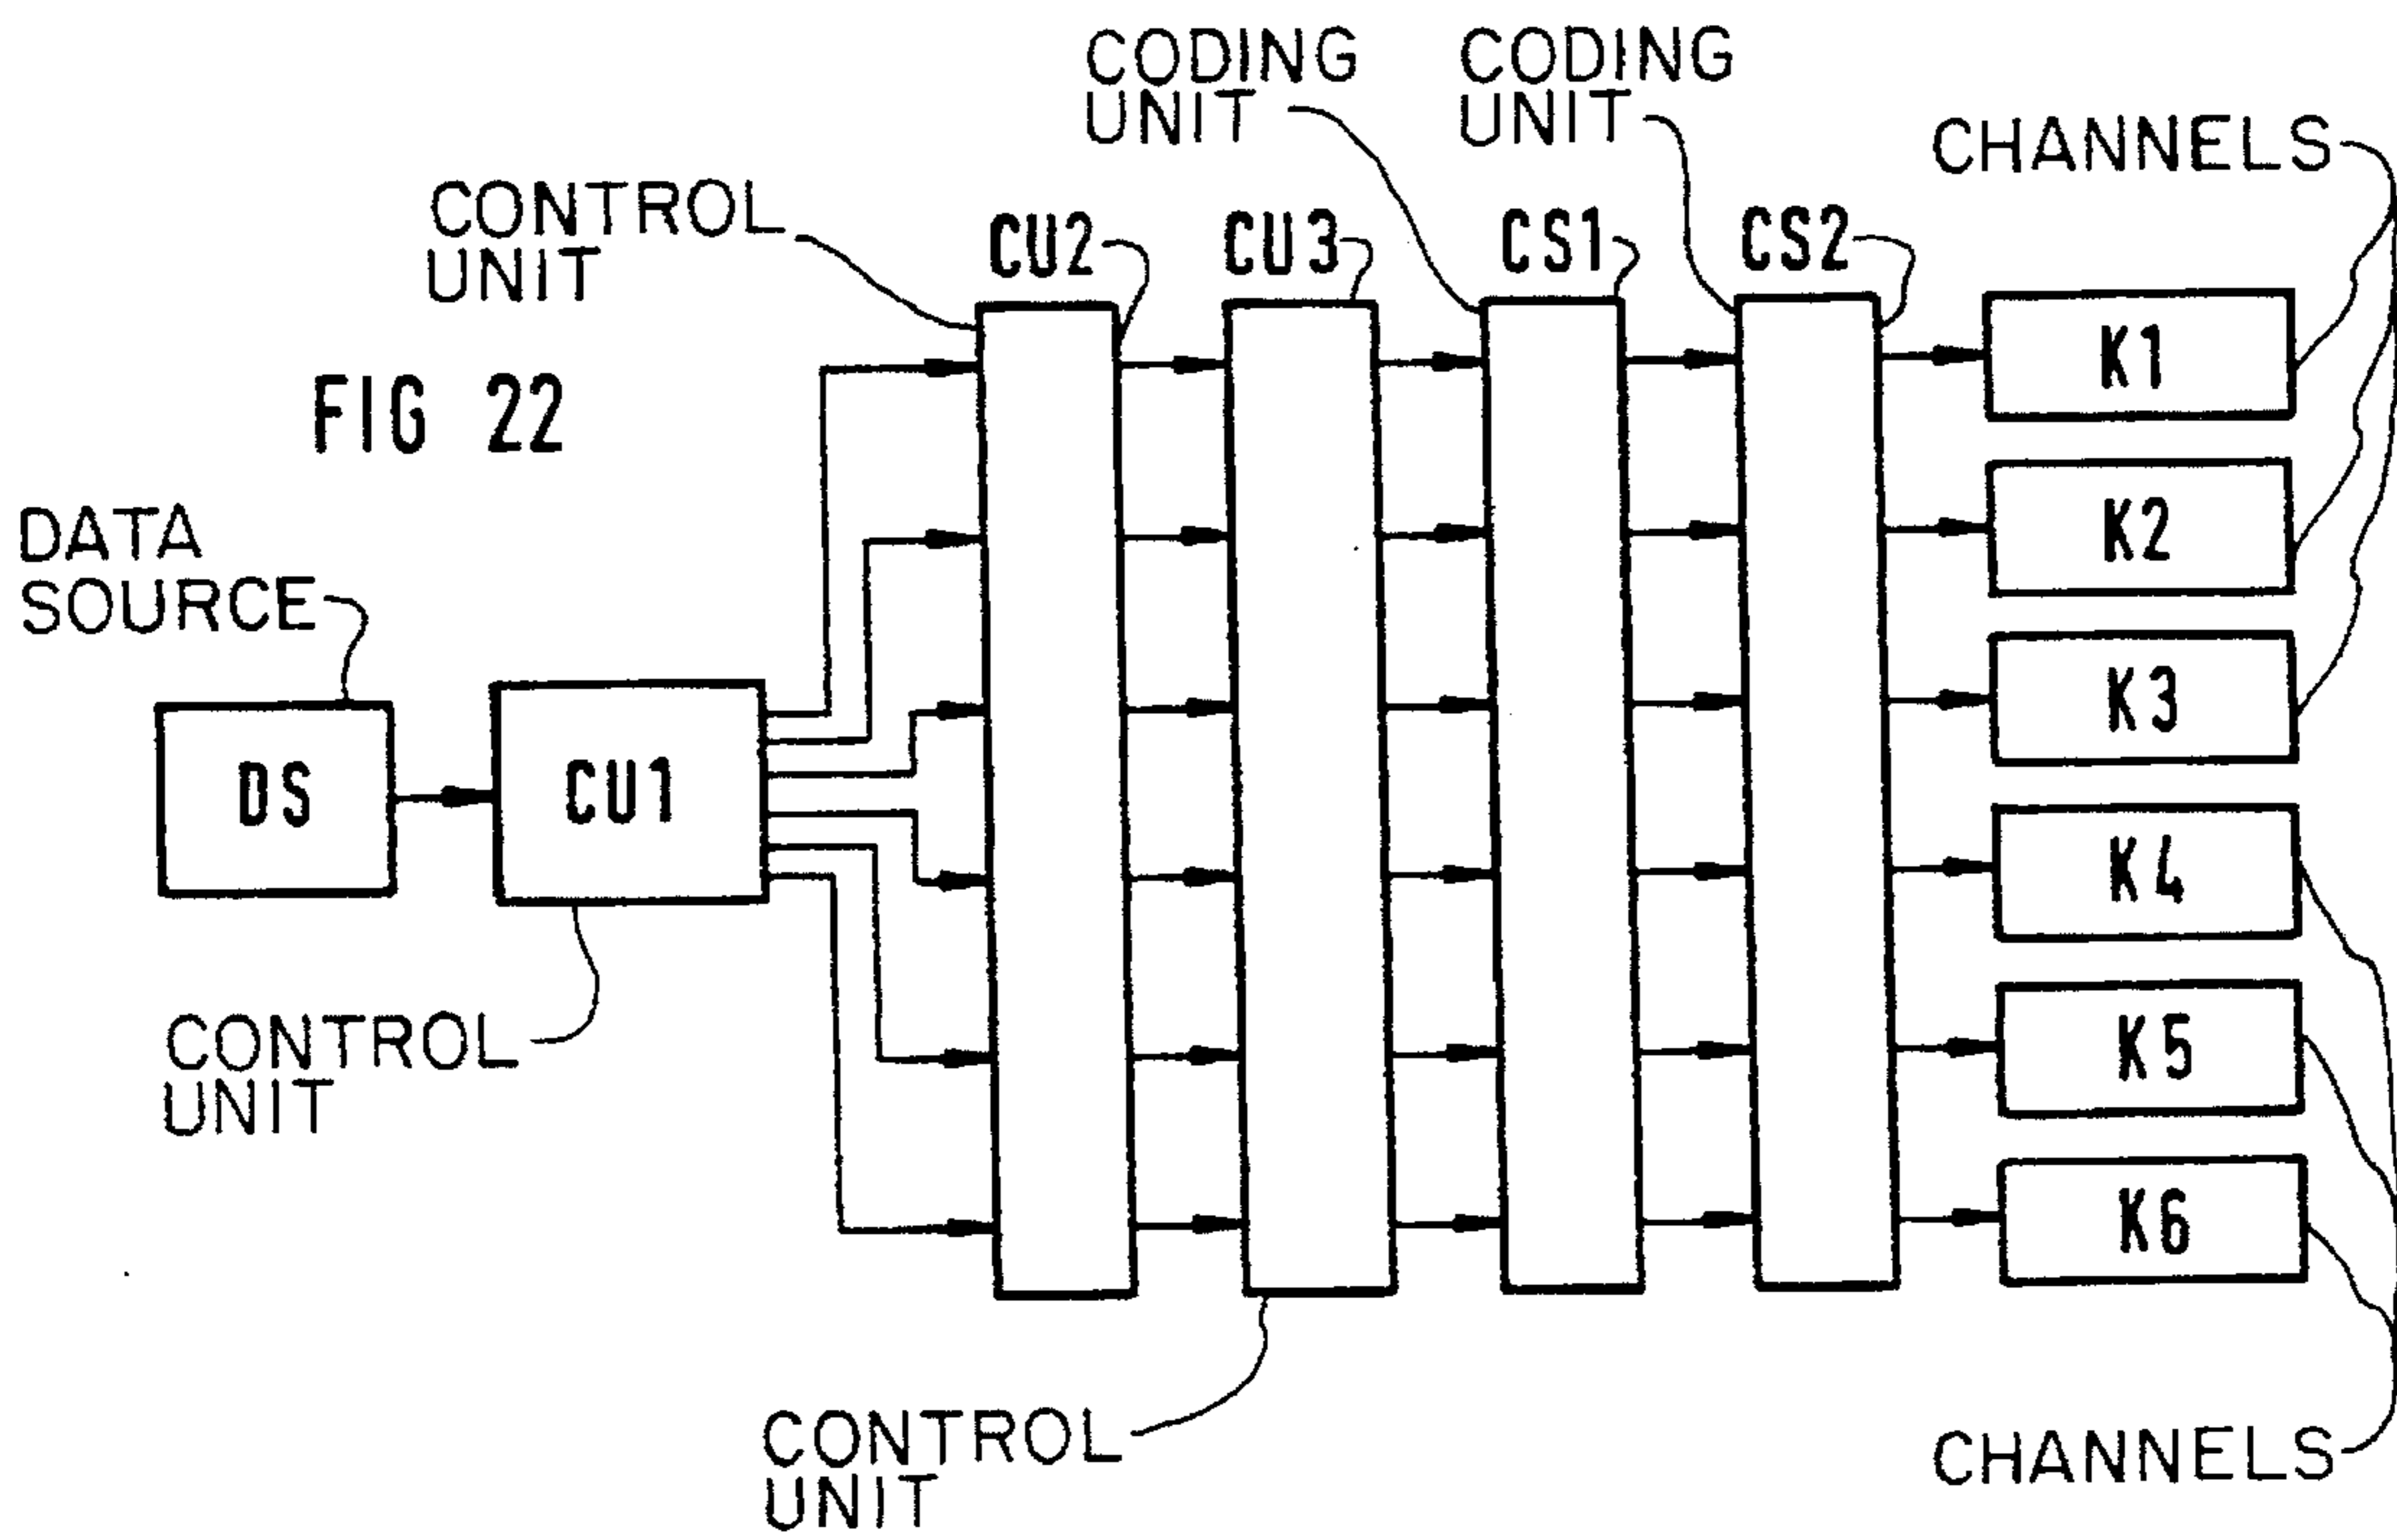 CODING
UNIT
CODING
UNIT
CHANNELS
CONTROL
UNIT
CU2
CU3
CS1
CS2
FIG 22
K1
K2
DATA
SOURCE
K3
DS
CU1
K4
CONTROL
UNIT
K5
K6
CONTROL
UNIT
CHANNELS